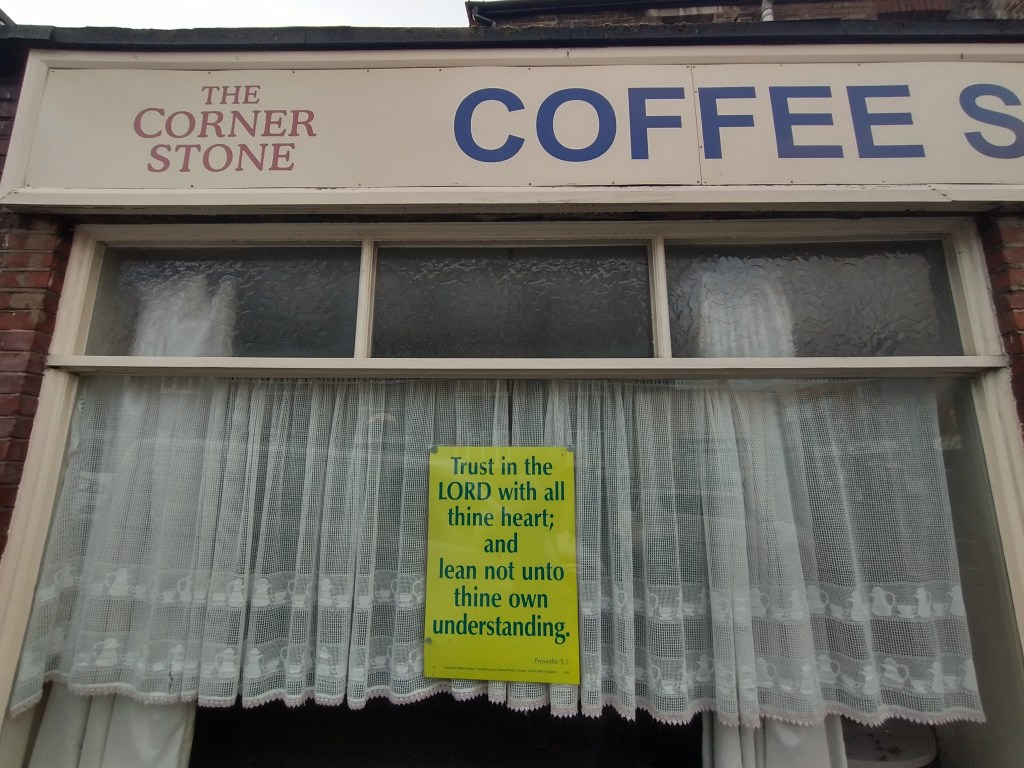 THE
CORNER
STONE
COFFEE S
Trust in the
LORD with all
thine heart;
and
lean not unto
thine own
understanding.
Proverbs 3.5